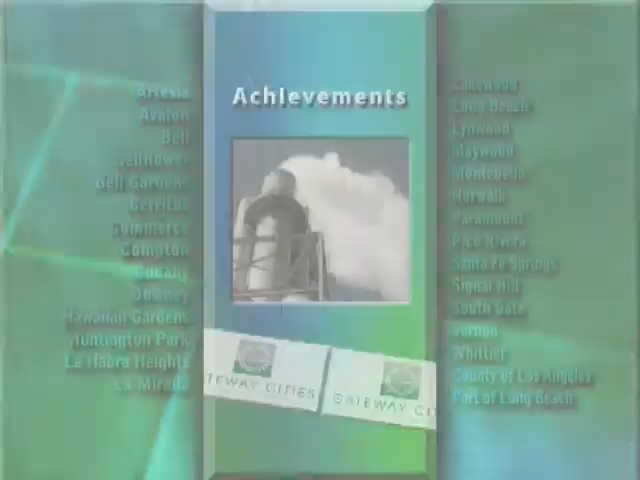 Achievements
Artesia
Avalon
Bell
Bellflower
Bell Gardens
Cerritos
Commerce
Compton
Cudahy
Downey
Hawaiian Gardens
Huntington Park
La Habra Heights
La Mirada
Lakewood
Long Beach
Lynwood
Maywood
Montebello
Norwalk
Paramount
Pico Rivera
Santa Fe Springs
Signal Hill
South Gate
Vernon
Whittier
County of Los Angeles
Port of Long Beach
TEWAY CITIES
GATEWAY CI